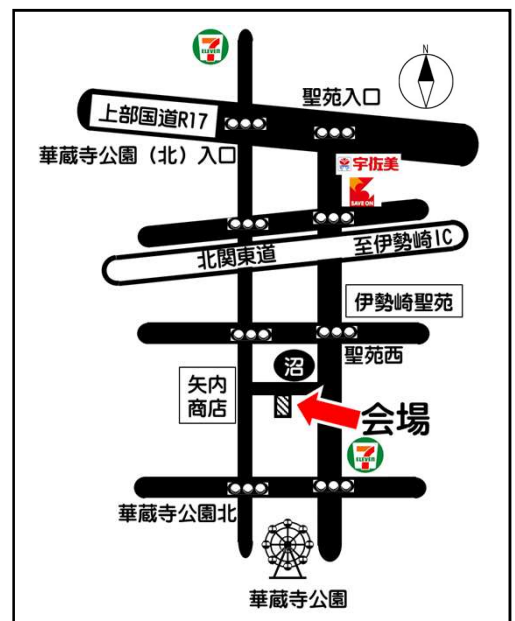 N
ELEVEN
聖苑入口
上部国道R17
華蔵寺公園（北）入口
宇佐美
SAVE ON
北関東道
至伊勢崎IC
伊勢崎聖苑
聖苑西
沼
矢内
商店
会場
ELEVEN
華蔵寺公園北
華蔵寺公園